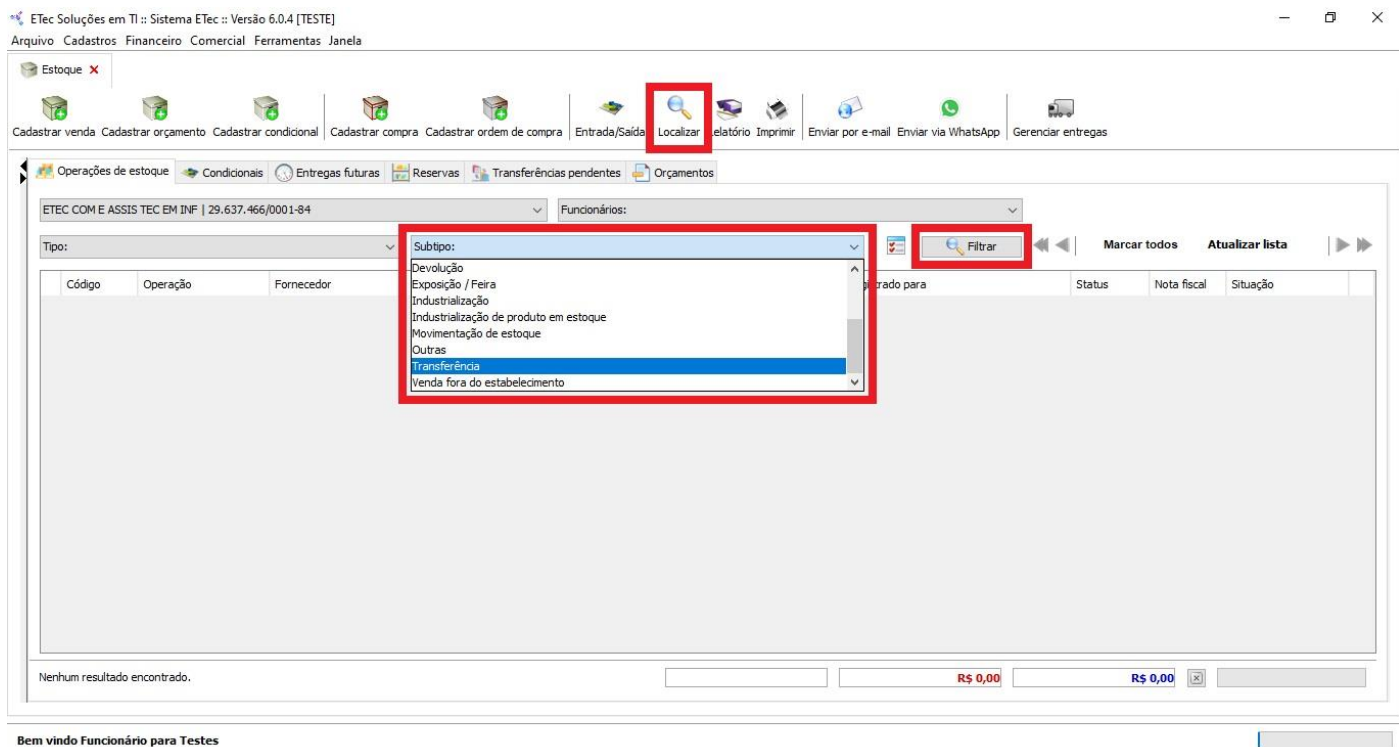 ETec Soluções em TI :: Sistema ETec :: Versão 6.0.4 [TESTE]
Arquivo Cadastros Financeiro Comercial Ferramentas Janela
Estoque
Cadastrar venda Cadastrar orçamento Cadastrar condicional Cadastrar compra Cadastrar ordem de compra Entrada/Saída Localizar Relatório Imprimir Enviar por e-mail Enviar via WhatsApp Gerenciar entregas
Operações de estoque Condicionais Entregas futuras Reservas Transferências pendentes Orçamentos
ETEC COM E ASSIS TEC EM INF | 29.637.466/0001-84 Funcionários:
Tipo: Subtipo: Filtrar Marcar todos Atualizar lista
Código Operação Fornecedor para Status Nota fiscal Situação
Devolução
Exposição / Feira
Industrialização
Industrialização de produto em estoque
Movimentação de estoque
Outras
Transferência
Venda fora do estabelecimento
Nenhum resultado encontrado. R$ 0,00 R$ 0,00
Bem vindo Funcionário para Testes